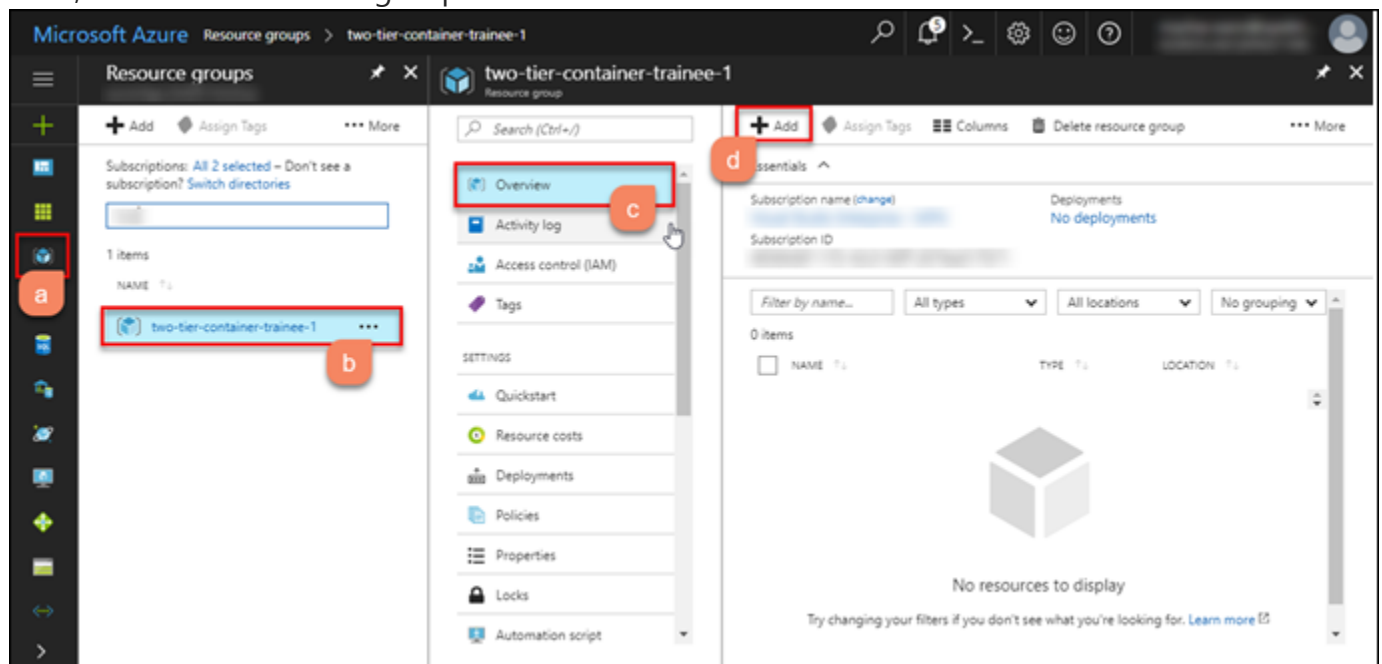 Microsoft Azure Resource groups > two-tier-container-trainee-1
5
Resource groups
two-tier-container-trainee-1
Resource group
Add Assign Tags ••• More
Subscriptions: All 2 selected – Don't see a
subscription? Switch directories
1 items
NAME
two-tier-container-trainee-1 •••
a
b
Search (Ctrl+/)
Overview
c
Activity log
Access control (IAM)
Tags
SETTINGS
Quickstart
Resource costs
Deployments
Policies
Properties
Locks
Automation script
Add Assign Tags Columns Delete resource group ••• More
d
ssentials
Subscription name (change)
Deployments
No deployments
Subscription ID
Filter by name... All types All locations No grouping
0 items
NAME TYPE LOCATION
No resources to display
Try changing your filters if you don't see what you're looking for. Learn more
SQL